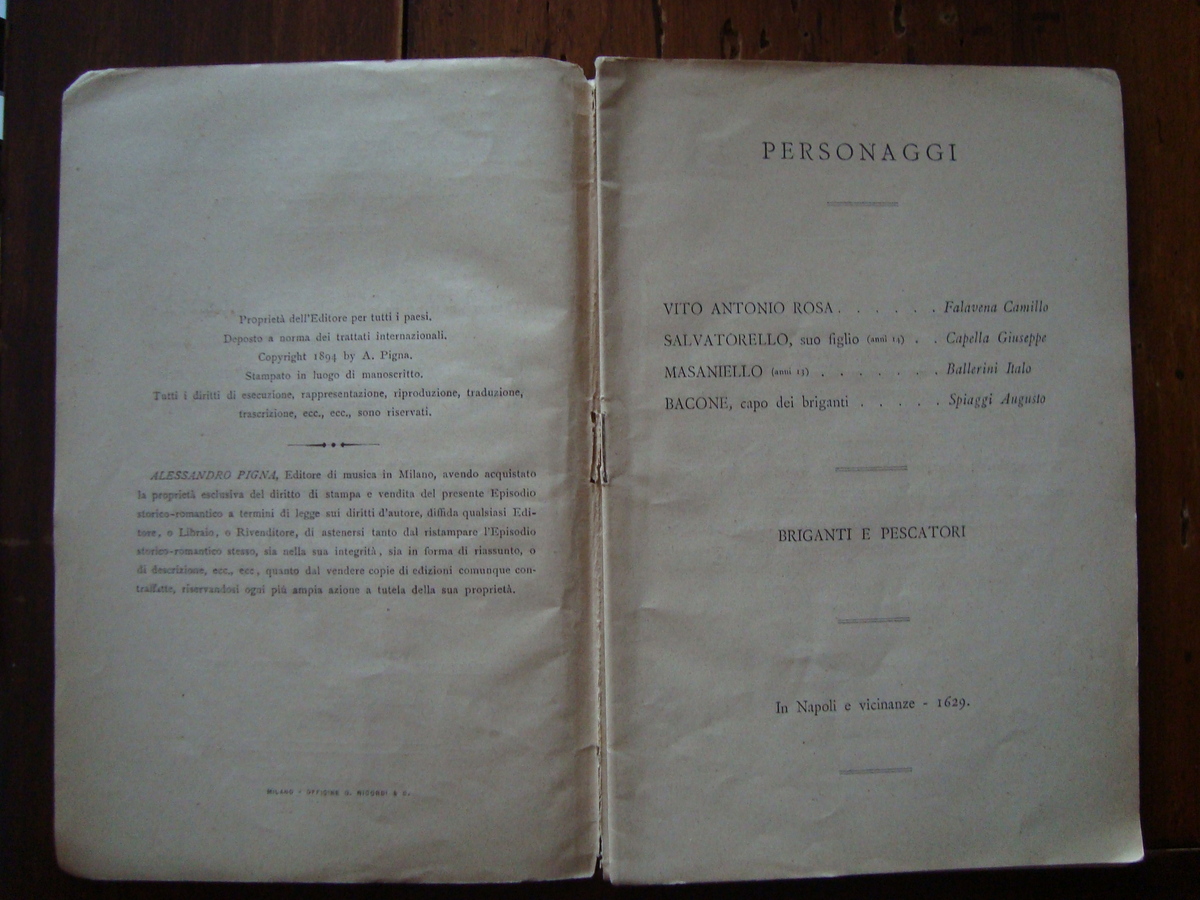 Proprietà dell'Editore per tutti i paesi.
Deposto a norma dei trattati internazionali.
Copyright 1894 by A. Pigna.
Stampato in luogo di manoscritto.
Tutti i diritti di esecuzione, rappresentazione, riproduzione, traduzione,
trascrizione, ecc., ecc., sono riservati.
ALESSANDRO PIGNA, Editore di musica in Milano, avendo acquistato
la proprietà esclusiva del diritto di stampa e vendita del presente Episodio
storico-romantico a termini di legge sui diritti d'autore, diffida qualsiasi Edi-
tore, o Libraio, o Rivenditore, di astenersi tanto dal ristampare l'Episodio
storico-romantico stesso, sia nella sua integrità, sia in forma di riassunto, o
di descrizione, ecc., ecc., quanto dal vendere copie di edizioni comunque con-
traffatte, riservandosi ogni più ampia azione a tutela della sua proprietà.
MILANO - OFFICINE G. RICORDI & C.
PERSONAGGI
VITO ANTONIO ROSA . . . . . . Falavena Camillo
SALVATORELLO, suo figlio (anni 14) . . Capella Giuseppe
MASANIELLO (anni 13) . . . . . . . Ballerini Italo
BACONE, capo dei briganti . . . . . Spiaggi Augusto
BRIGANTI E PESCATORI
In Napoli e vicinanze - 1629.